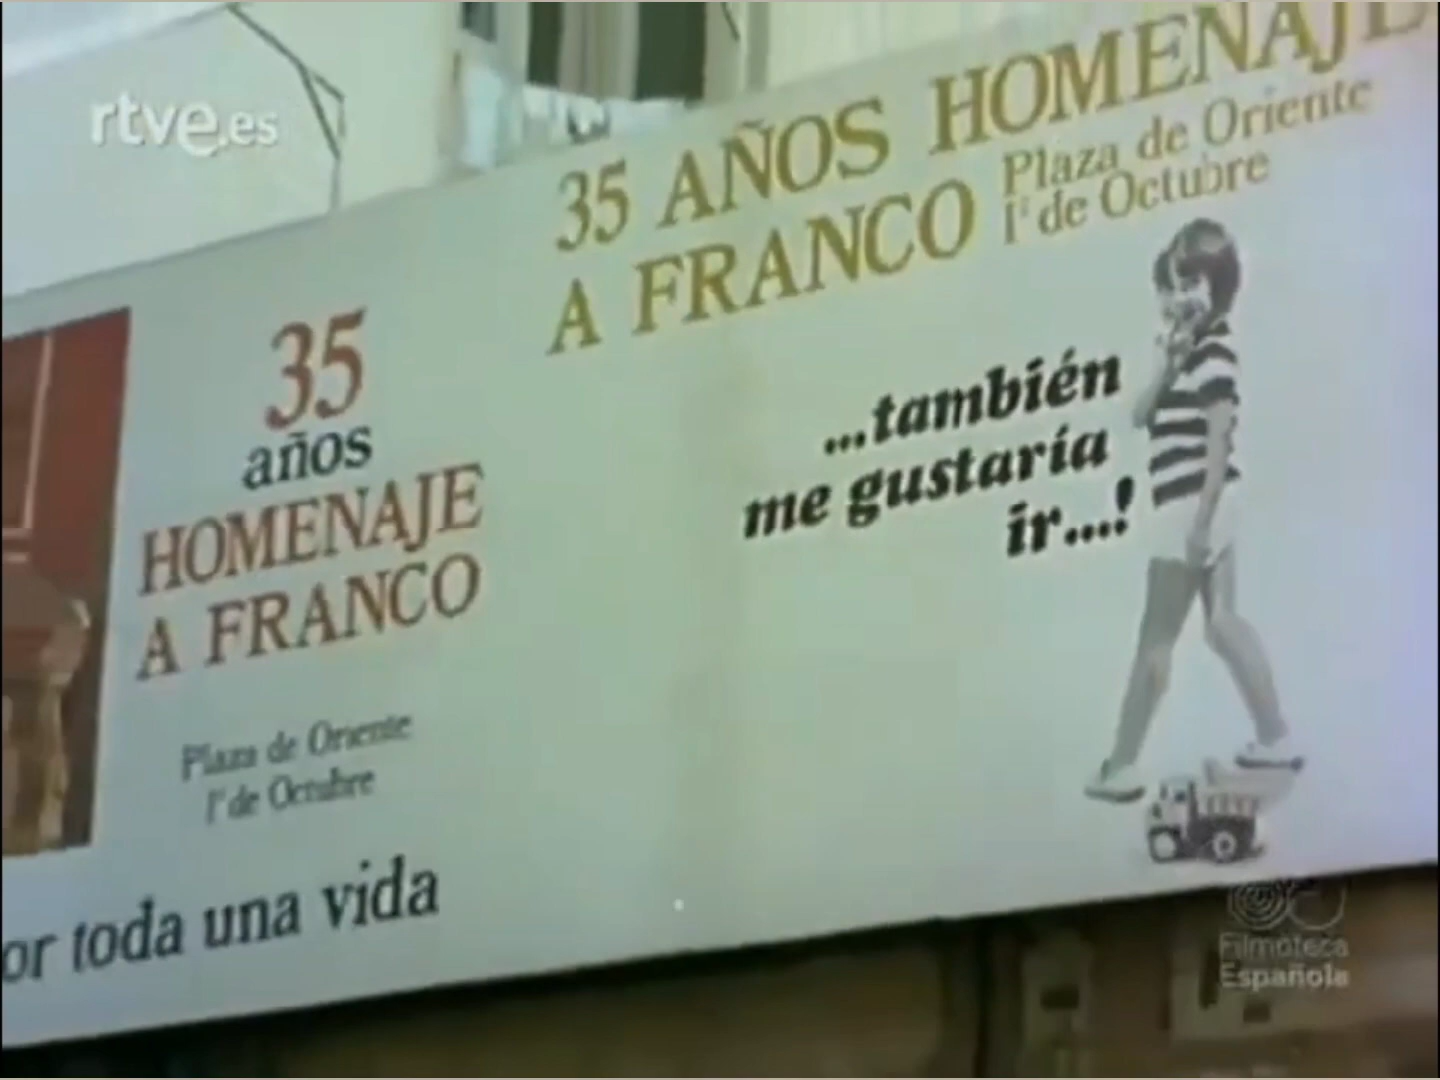 rtve.es
35
años
HOMENAJE
A FRANCO
Plaza de Oriente
1º de Octubre
toda una vida
35 AÑOS HOMENAJE
A FRANCO
Plaza de Oriente
1º de Octubre
...también
me gustaría
ir....!
Filmoteca
Española